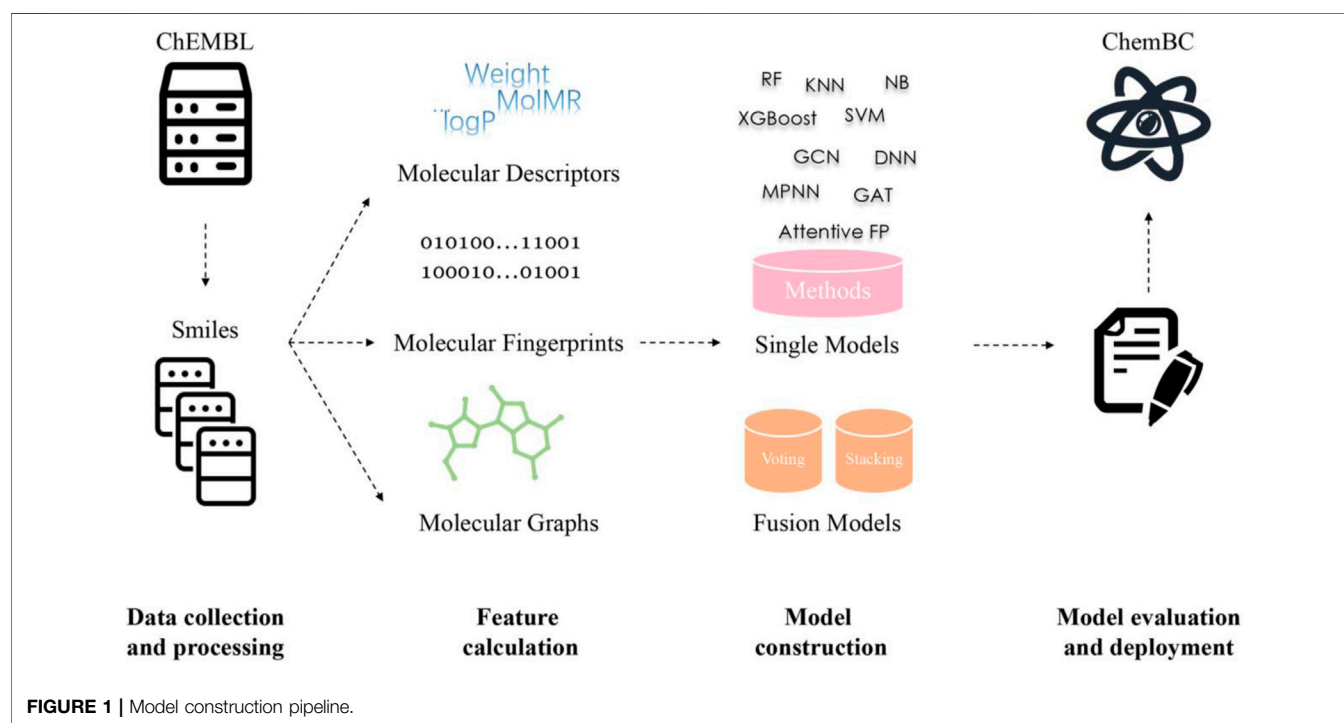 ChEMBL
Smiles
Data collection
and processing
Weight
MolMR
logP
Molecular Descriptors
010100...11001
100010...01001
Molecular Fingerprints
Molecular Graphs
Feature
calculation
RF KNN NB
XGBoost SVM
GCN DNN
MPNN GAT
Attentive FP
Methods
Single Models
Voting Stacking
Fusion Models
Model
construction
ChemBC
Model evaluation
and deployment
FIGURE 1 | Model construction pipeline.